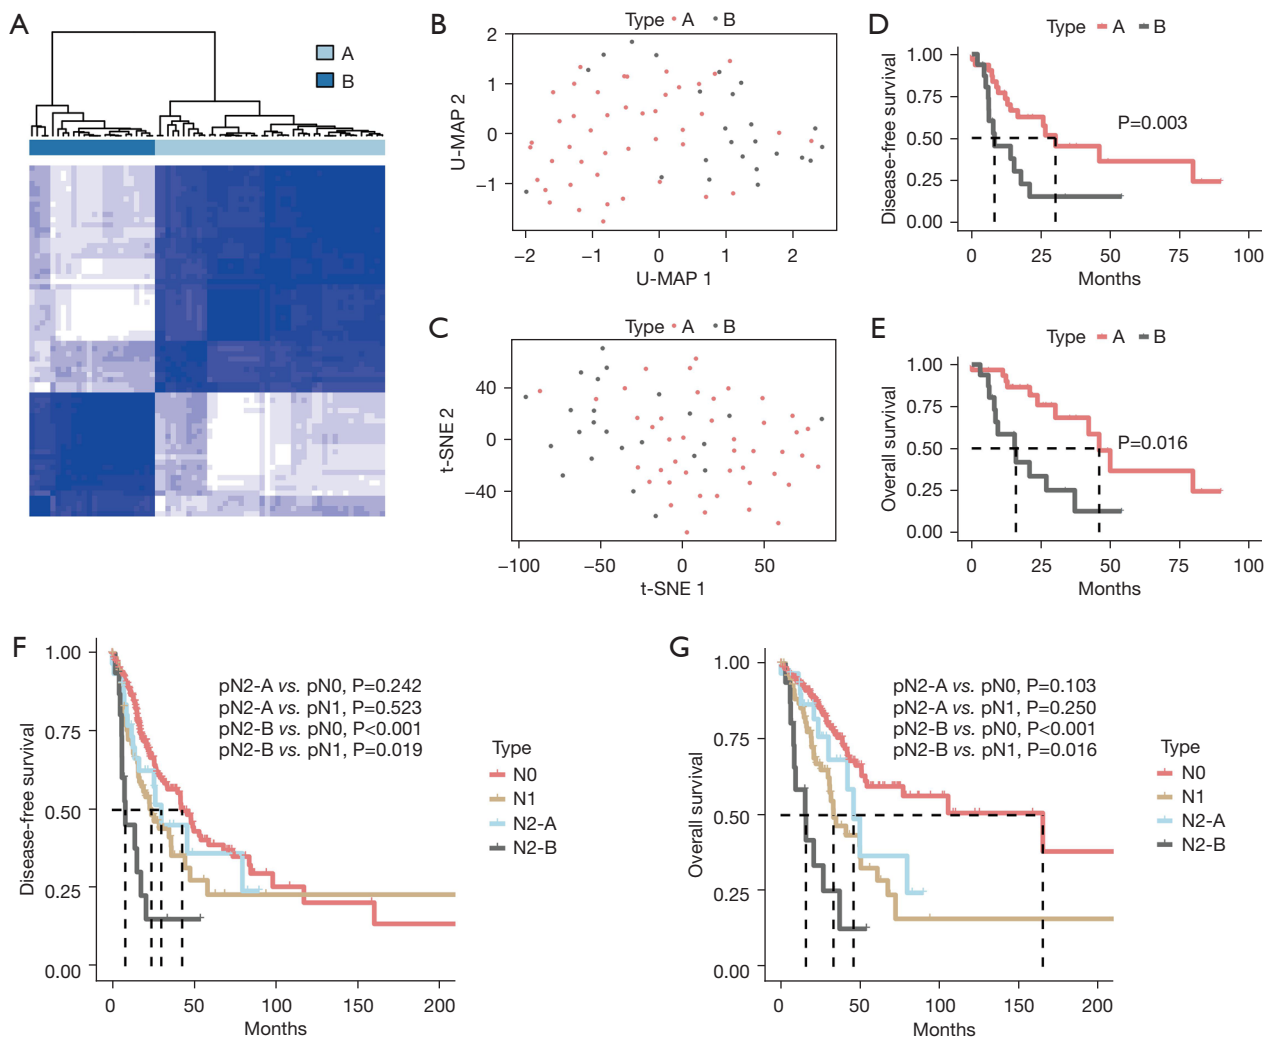 A
A
B
B
Type A B
2
1
0
−1
U-MAP 2
−2 −1 0 1 2
U-MAP 1
C
Type A B
40
0
−40
t-SNE 2
−100 −50 0 50
t-SNE 1
D
Type A B
1.00
0.75
0.50
0.25
0.00
Disease-free survival
P=0.003
0 25 50 75 100
Months
E
Type A B
1.00
0.75
0.50
0.25
0.00
Overall survival
P=0.016
0 25 50 75 100
Months
F
1.00
0.75
0.50
0.25
0.00
Disease-free survival
pN2-A vs. pN0, P=0.242
pN2-A vs. pN1, P=0.523
pN2-B vs. pN0, P<0.001
pN2-B vs. pN1, P=0.019
Type
N0
N1
N2-A
N2-B
0 50 100 150 200
Months
G
1.00
0.75
0.50
0.25
0.00
Overall survival
pN2-A vs. pN0, P=0.103
pN2-A vs. pN1, P=0.250
pN2-B vs. pN0, P<0.001
pN2-B vs. pN1, P=0.016
Type
N0
N1
N2-A
N2-B
0 50 100 150 200
Months